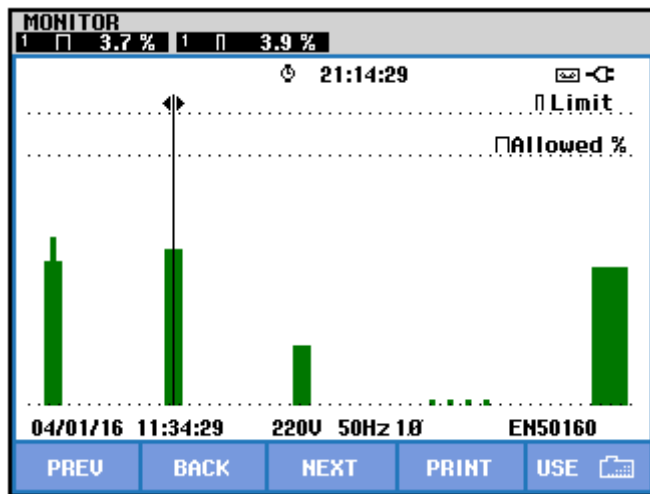 MONITOR
1 3.7 % 1 3.9 %
21:14:29
Limit
Allowed %
04/01/16 11:34:29 220V 50Hz 1.Ø EN50160
PREV BACK NEXT PRINT USE